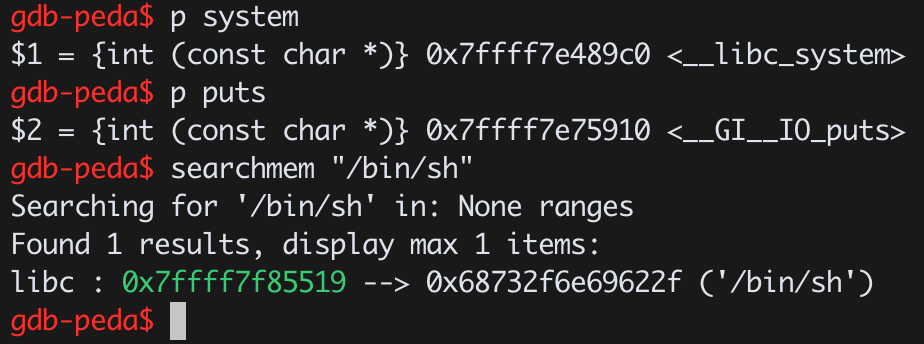 gdb-peda$ p system
$1 = {int (const char *)} 0x7ffff7e489c0 <__libc_system>
gdb-peda$ p puts
$2 = {int (const char *)} 0x7ffff7e75910 <__GI__IO_puts>
gdb-peda$ searchmem "/bin/sh"
Searching for '/bin/sh' in: None ranges
Found 1 results, display max 1 items:
libc : 0x7ffff7f85519 --> 0x68732f6e69622f ('/bin/sh')
gdb-peda$